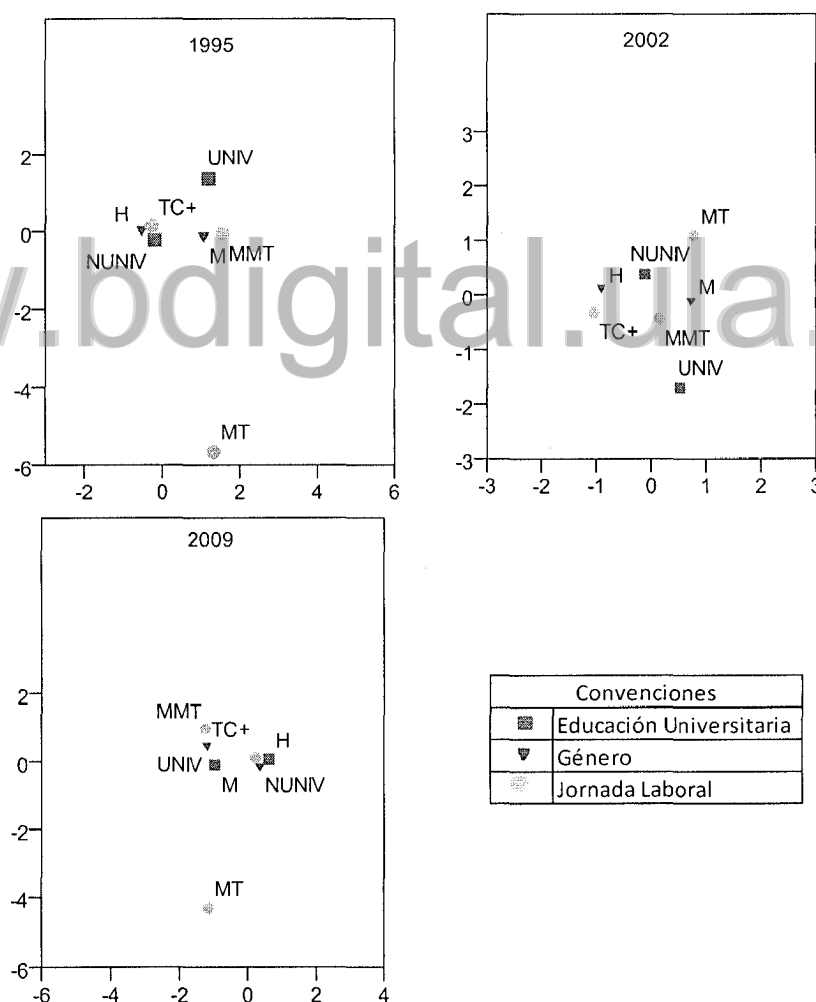 1995
2
0
-2
-4
-6
-2 0 2 4 6
UNIV
H TC+
NUNIV M MMT
MT
2002
3
2
1
0
-1
-2
-3
-3 -2 -1 0 1 2 3
MT
NUNIV
H M
TC+ MMT
UNIV
w.bdigital.ula.
2009
2
0
-2
-4
-6
-6 -4 -2 0 2 4
MMT TC+ H
UNIV M NUNIV
MT
Convenciones
Educación Universitaria
Género
Jornada Laboral